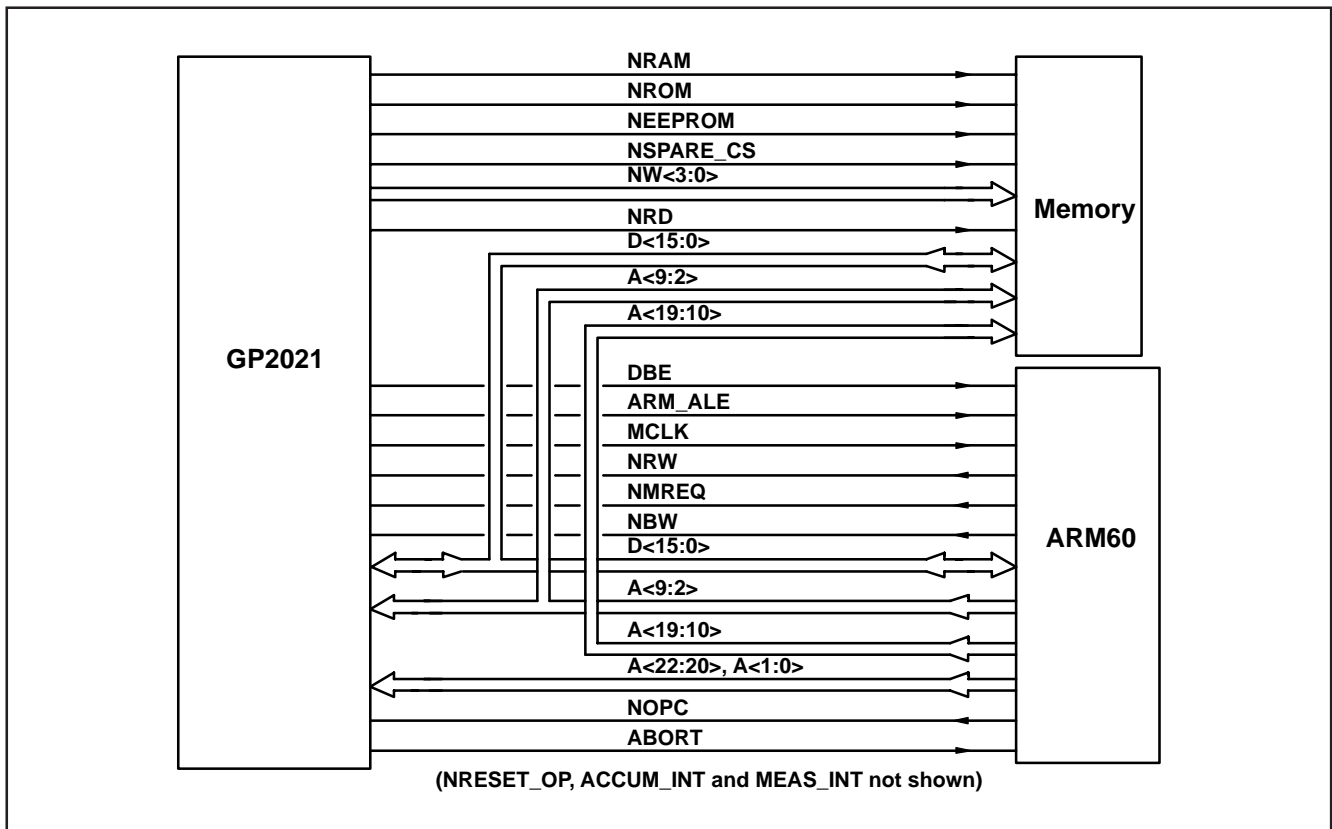 NRAM
NROM
NEEPROM
NSPARE_CS
NW<3:0>
NRD
D<15:0>
A<9:2>
A<19:10>
Memory
GP2021
DBE
ARM_ALE
MCLK
NRW
NMREQ
NBW
D<15:0>
A<9:2>
A<19:10>
A<22:20>, A<1:0>
NOPC
ABORT
ARM60
(NRESET_OP, ACCUM_INT and MEAS_INT not shown)